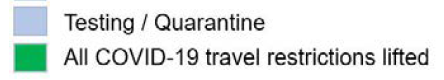 Testing / Quarantine
All COVID-19 travel restrictions lifted